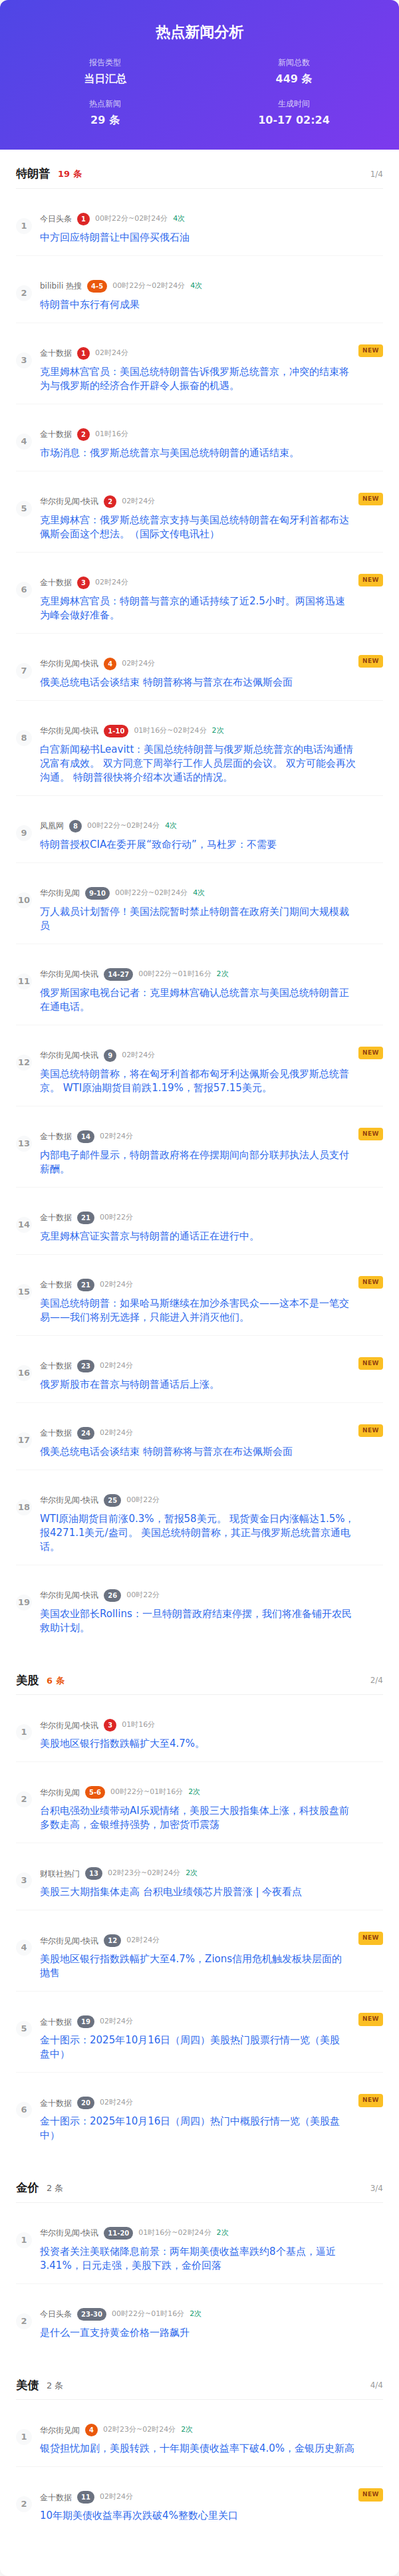 热点新闻分析
报告类型
新闻总数
当日汇总
449 条
热点新闻
生成时间
29 条
10-17 02:24
特朗普 19 条 1/4
1
今日头条 1 00时22分~02时24分 4次
中方回应特朗普让中国停买俄石油
2
bilibili 热搜 4-5 00时22分~02时24分 4次
特朗普中东行有何成果
3
金十数据 1 02时24分 NEW
克里姆林宫官员：美国总统特朗普告诉俄罗斯总统普京，冲突的结束将
为与俄罗斯的经济合作开辟令人振奋的机遇。
4
金十数据 2 01时16分
市场消息：俄罗斯总统普京与美国总统特朗普的通话结束。
5
华尔街见闻-快讯 2 02时24分 NEW
克里姆林宫：俄罗斯总统普京支持与美国总统特朗普在匈牙利首都布达
佩斯会面这个想法。（国际文传电讯社）
6
金十数据 3 02时24分 NEW
克里姆林宫官员：特朗普与普京的通话持续了近2.5小时。两国将迅速
为峰会做好准备。
7
华尔街见闻-快讯 4 02时24分 NEW
俄美总统电话会谈结束 特朗普称将与普京在布达佩斯会面
8
华尔街见闻-快讯 1-10 01时16分~02时24分 2次
白宫新闻秘书Leavitt：美国总统特朗普与俄罗斯总统普京的电话沟通情
况富有成效。 双方同意下周举行工作人员层面的会议。 双方可能会再次
沟通。 特朗普很快将介绍本次通话的情况。
9
凤凰网 8 00时22分~02时24分 4次
特朗普授权CIA在委开展“致命行动”，马杜罗：不需要
10
华尔街见闻 9-10 00时22分~02时24分 4次
万人裁员计划暂停！美国法院暂时禁止特朗普在政府关门期间大规模裁
员
11
华尔街见闻-快讯 14-27 00时22分~01时16分 2次
俄罗斯国家电视台记者：克里姆林宫确认总统普京与美国总统特朗普正
在通电话。
12
华尔街见闻-快讯 9 02时24分 NEW
美国总统特朗普称，将在匈牙利首都布匈牙利达佩斯会见俄罗斯总统普
京。 WTI原油期货目前跌1.19%，暂报57.15美元。
13
金十数据 14 02时24分 NEW
内部电子邮件显示，特朗普政府将在停摆期间向部分联邦执法人员支付
薪酬。
14
金十数据 21 00时22分
克里姆林宫证实普京与特朗普的通话正在进行中。
15
金十数据 21 02时24分 NEW
美国总统特朗普：如果哈马斯继续在加沙杀害民众——这本不是一笔交
易——我们将别无选择，只能进入并消灭他们。
16
金十数据 23 02时24分 NEW
俄罗斯股市在普京与特朗普通话后上涨。
17
金十数据 24 02时24分 NEW
俄美总统电话会谈结束 特朗普称将与普京在布达佩斯会面
18
华尔街见闻-快讯 25 00时22分
WTI原油期货目前涨0.3%，暂报58美元。 现货黄金日内涨幅达1.5%，
报4271.1美元/盎司。 美国总统特朗普称，其正与俄罗斯总统普京通电
话。
19
华尔街见闻-快讯 26 00时22分
美国农业部长Rollins：一旦特朗普政府结束停摆，我们将准备铺开农民
救助计划。
美股 6 条 2/4
1
华尔街见闻-快讯 3 01时16分
美股地区银行指数跌幅扩大至4.7%。
2
华尔街见闻 5-6 00时22分~01时16分 2次
台积电强劲业绩带动AI乐观情绪，美股三大股指集体上涨，科技股盘前
多数走高，金银维持强势，加密货币震荡
3
财联社热门 13 02时23分~02时24分 2次
美股三大期指集体走高 台积电业绩领芯片股普涨 | 今夜看点
4
华尔街见闻-快讯 12 02时24分 NEW
美股地区银行指数跌幅扩大至4.7%，Zions信用危机触发板块层面的
抛售
5
金十数据 19 02时24分 NEW
金十图示：2025年10月16日（周四）美股热门股票行情一览（美股
盘中）
6
金十数据 20 02时24分 NEW
金十图示：2025年10月16日（周四）热门中概股行情一览（美股盘
中）
金价 2 条 3/4
1
华尔街见闻-快讯 11-20 01时16分~02时24分 2次
投资者关注美联储降息前景：两年期美债收益率跌约8个基点，逼近
3.41%，日元走强，美股下跌，金价回落
2
今日头条 23-30 00时22分~01时16分 2次
是什么一直支持黄金价格一路飙升
美债 2 条 4/4
1
华尔街见闻 4 02时23分~02时24分 2次
银贷担忧加剧，美股转跌，十年期美债收益率下破4.0%，金银历史新高
2
金十数据 11 02时24分 NEW
10年期美债收益率再次跌破4%整数心里关口